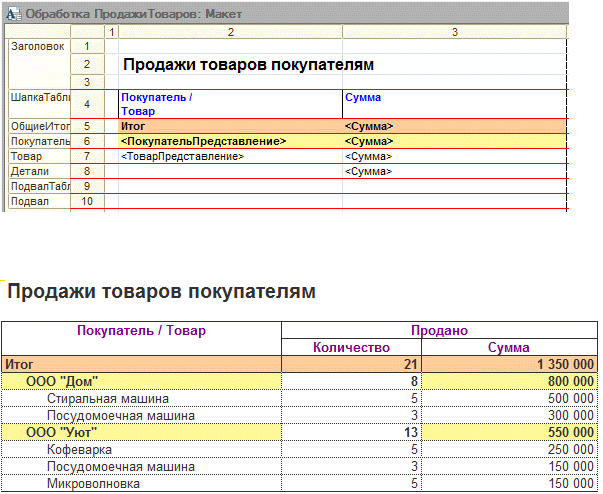 Обработка ПродажиТоваров: Макет
1 2 3
Заголовок 1
2 Продажи товаров покупателям
3
ШапкаТабли 4 Покупатель / Сумма
Товар
ОбщиеИтог 5 Итог <Сумма>
Покупатель 6 <ПокупательПредставление> <Сумма>
Товар 7 <ТоварПредставление> <Сумма>
Детали 8 <Сумма>
ПодвалТабл 9
Подвал 10
Продажи товаров покупателям
Покупатель / Товар Продано
Количество Сумма
Итог 21 1 350 000
ООО "Дом" 8 800 000
Стиральная машина 5 500 000
Посудомоечная машина 3 300 000
ООО "Уют" 13 550 000
Кофеварка 5 250 000
Посудомоечная машина 3 150 000
Микроволновка 5 150 000